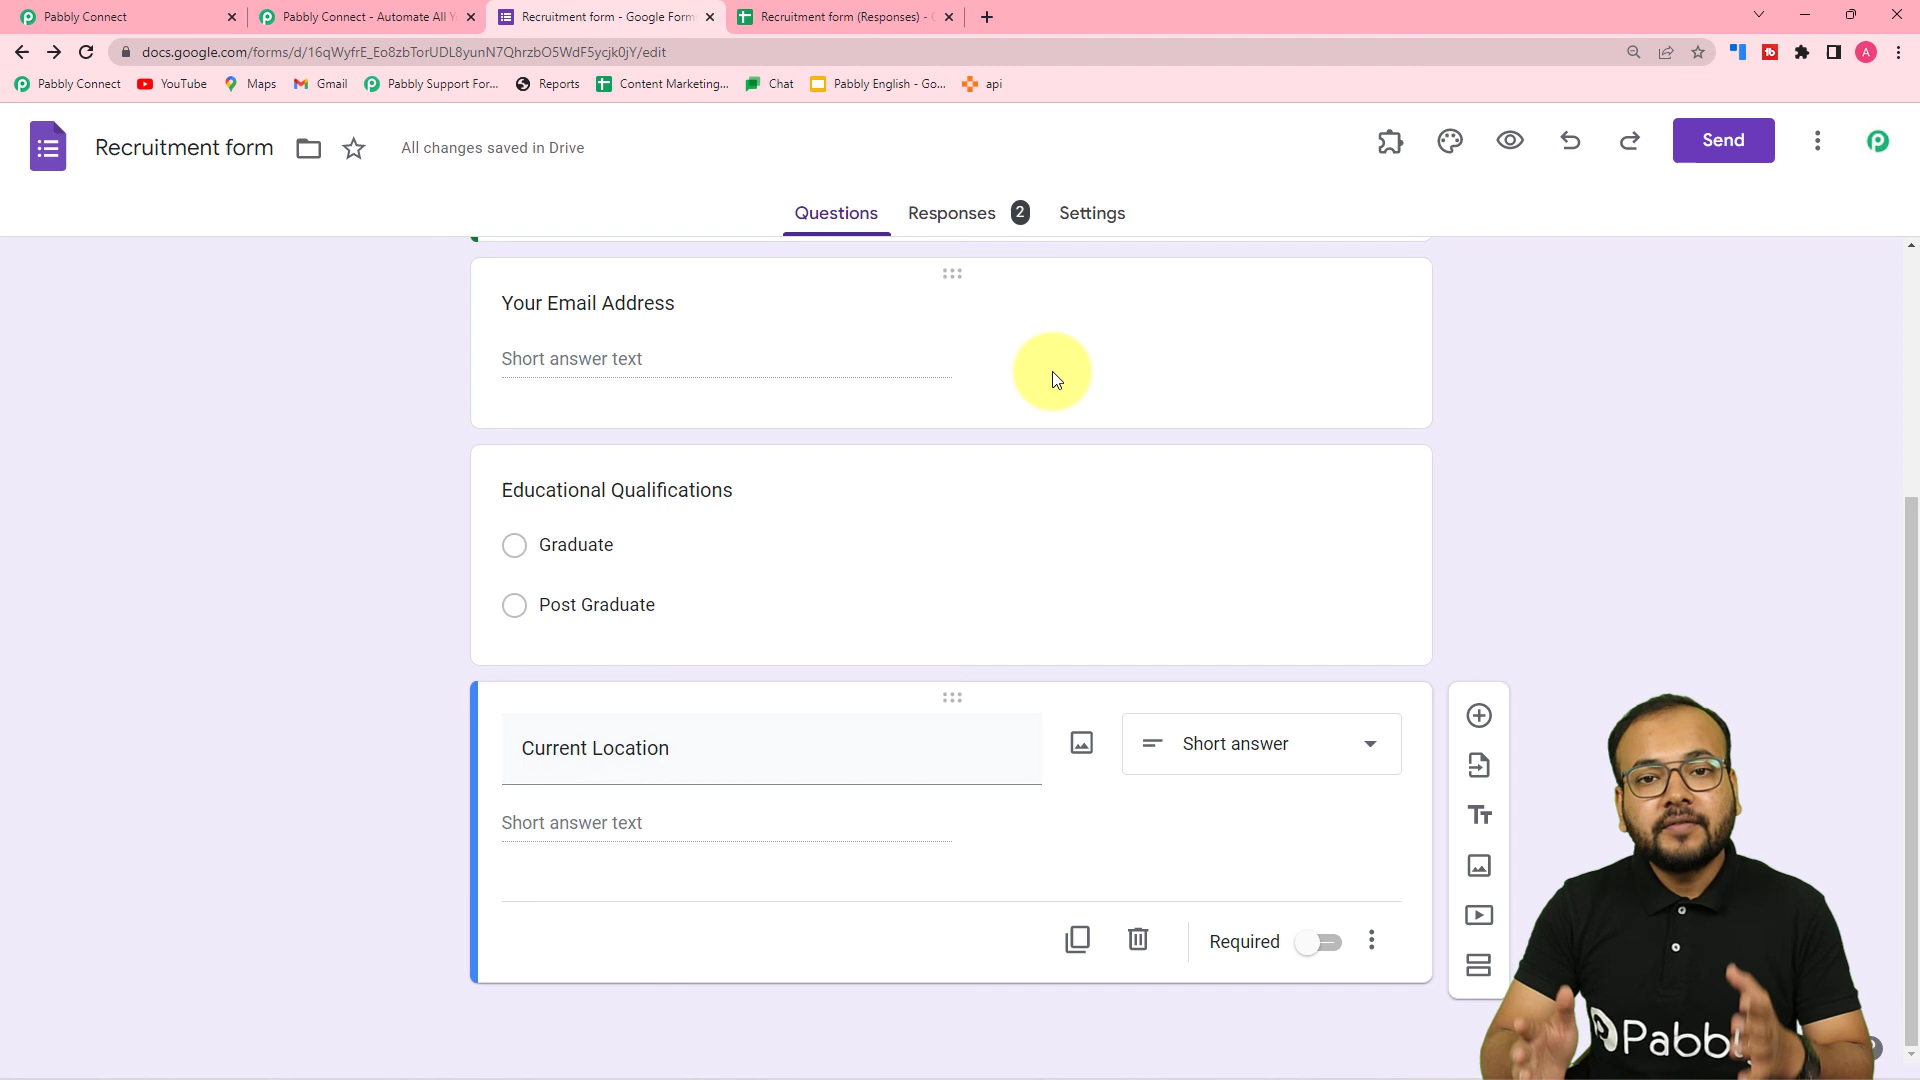 Pabbly Connect
Pabbly Connect - Automate All Y
Recruitment form - Google Form
Recruitment form (Responses) -
docs.google.com/forms/d/16qWyfrE_Eo8zbTorUDL8yunN7QhrzbO5WdF5ycjk0jY/edit
A
Pabbly Connect
YouTube
Maps
Gmail
Pabbly Support For...
Reports
Content Marketing...
Chat
Pabbly English - Go...
api
Recruitment form
All changes saved in Drive
Send
Questions
Responses 2
Settings
Your Email Address
Short answer text
Educational Qualifications
Graduate
Post Graduate
Current Location
Short answer
Short answer text
Required
Pabb